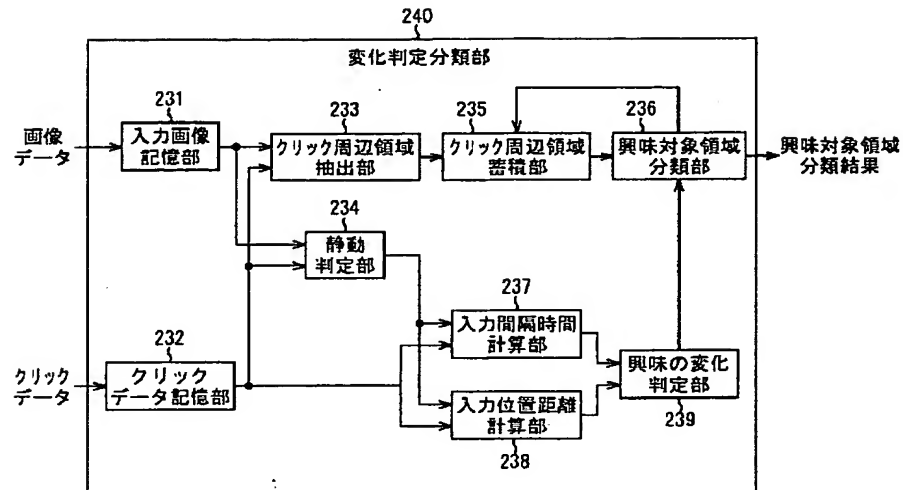 240
変化判定分類部
231
233
235
236
画像
データ
入力画像
記憶部
クリック周辺領域
抽出部
クリック周辺領域
蓄積部
興味対象領域
分類部
興味対象領域
分類結果
234
静動
判定部
237
入力間隔時間
計算部
232
クリック
データ
クリック
データ記憶部
興味の変化
判定部
239
入力位置距離
計算部
238